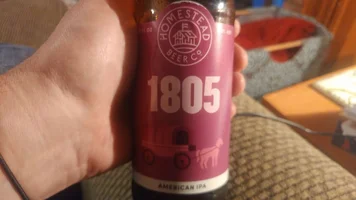 HOMESTEAD
BEER Co
1805
AMERICAN IPA